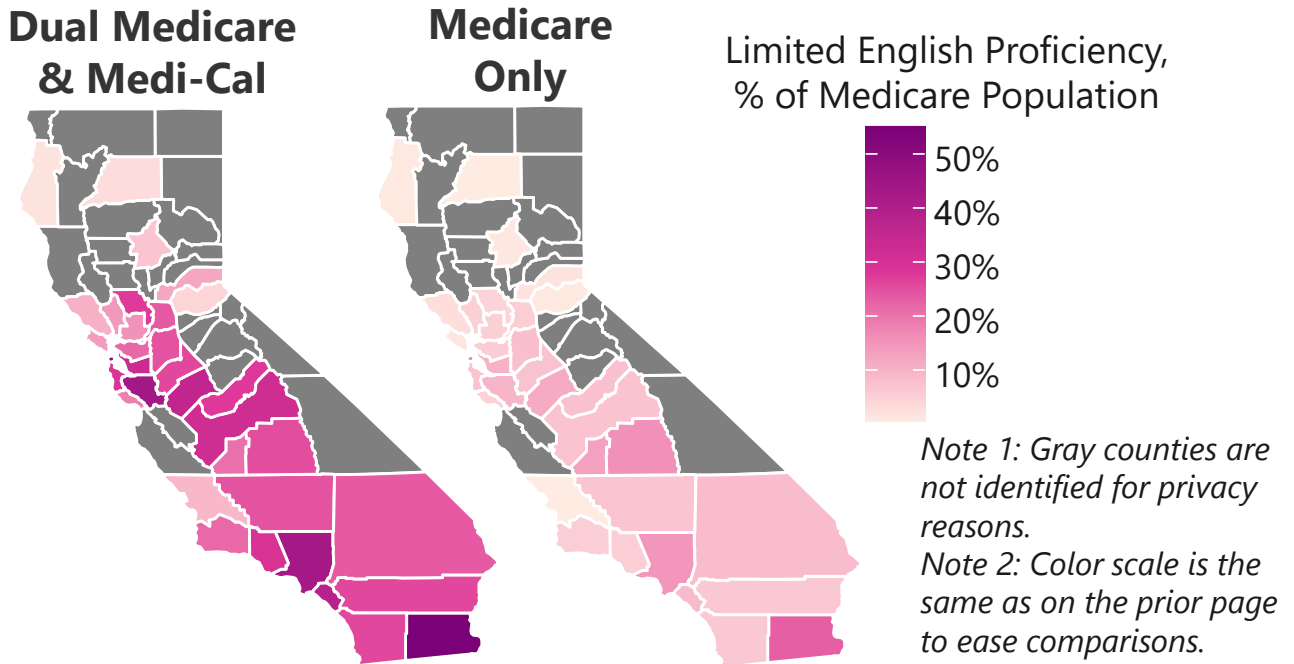 Dual Medicare
& Medi-Cal
Medicare
Only
Limited English Proficiency,
% of Medicare Population
50%
40%
30%
20%
10%
Note 1: Gray counties are
not identified for privacy
reasons.
Note 2: Color scale is the
same as on the prior page
to ease comparisons.